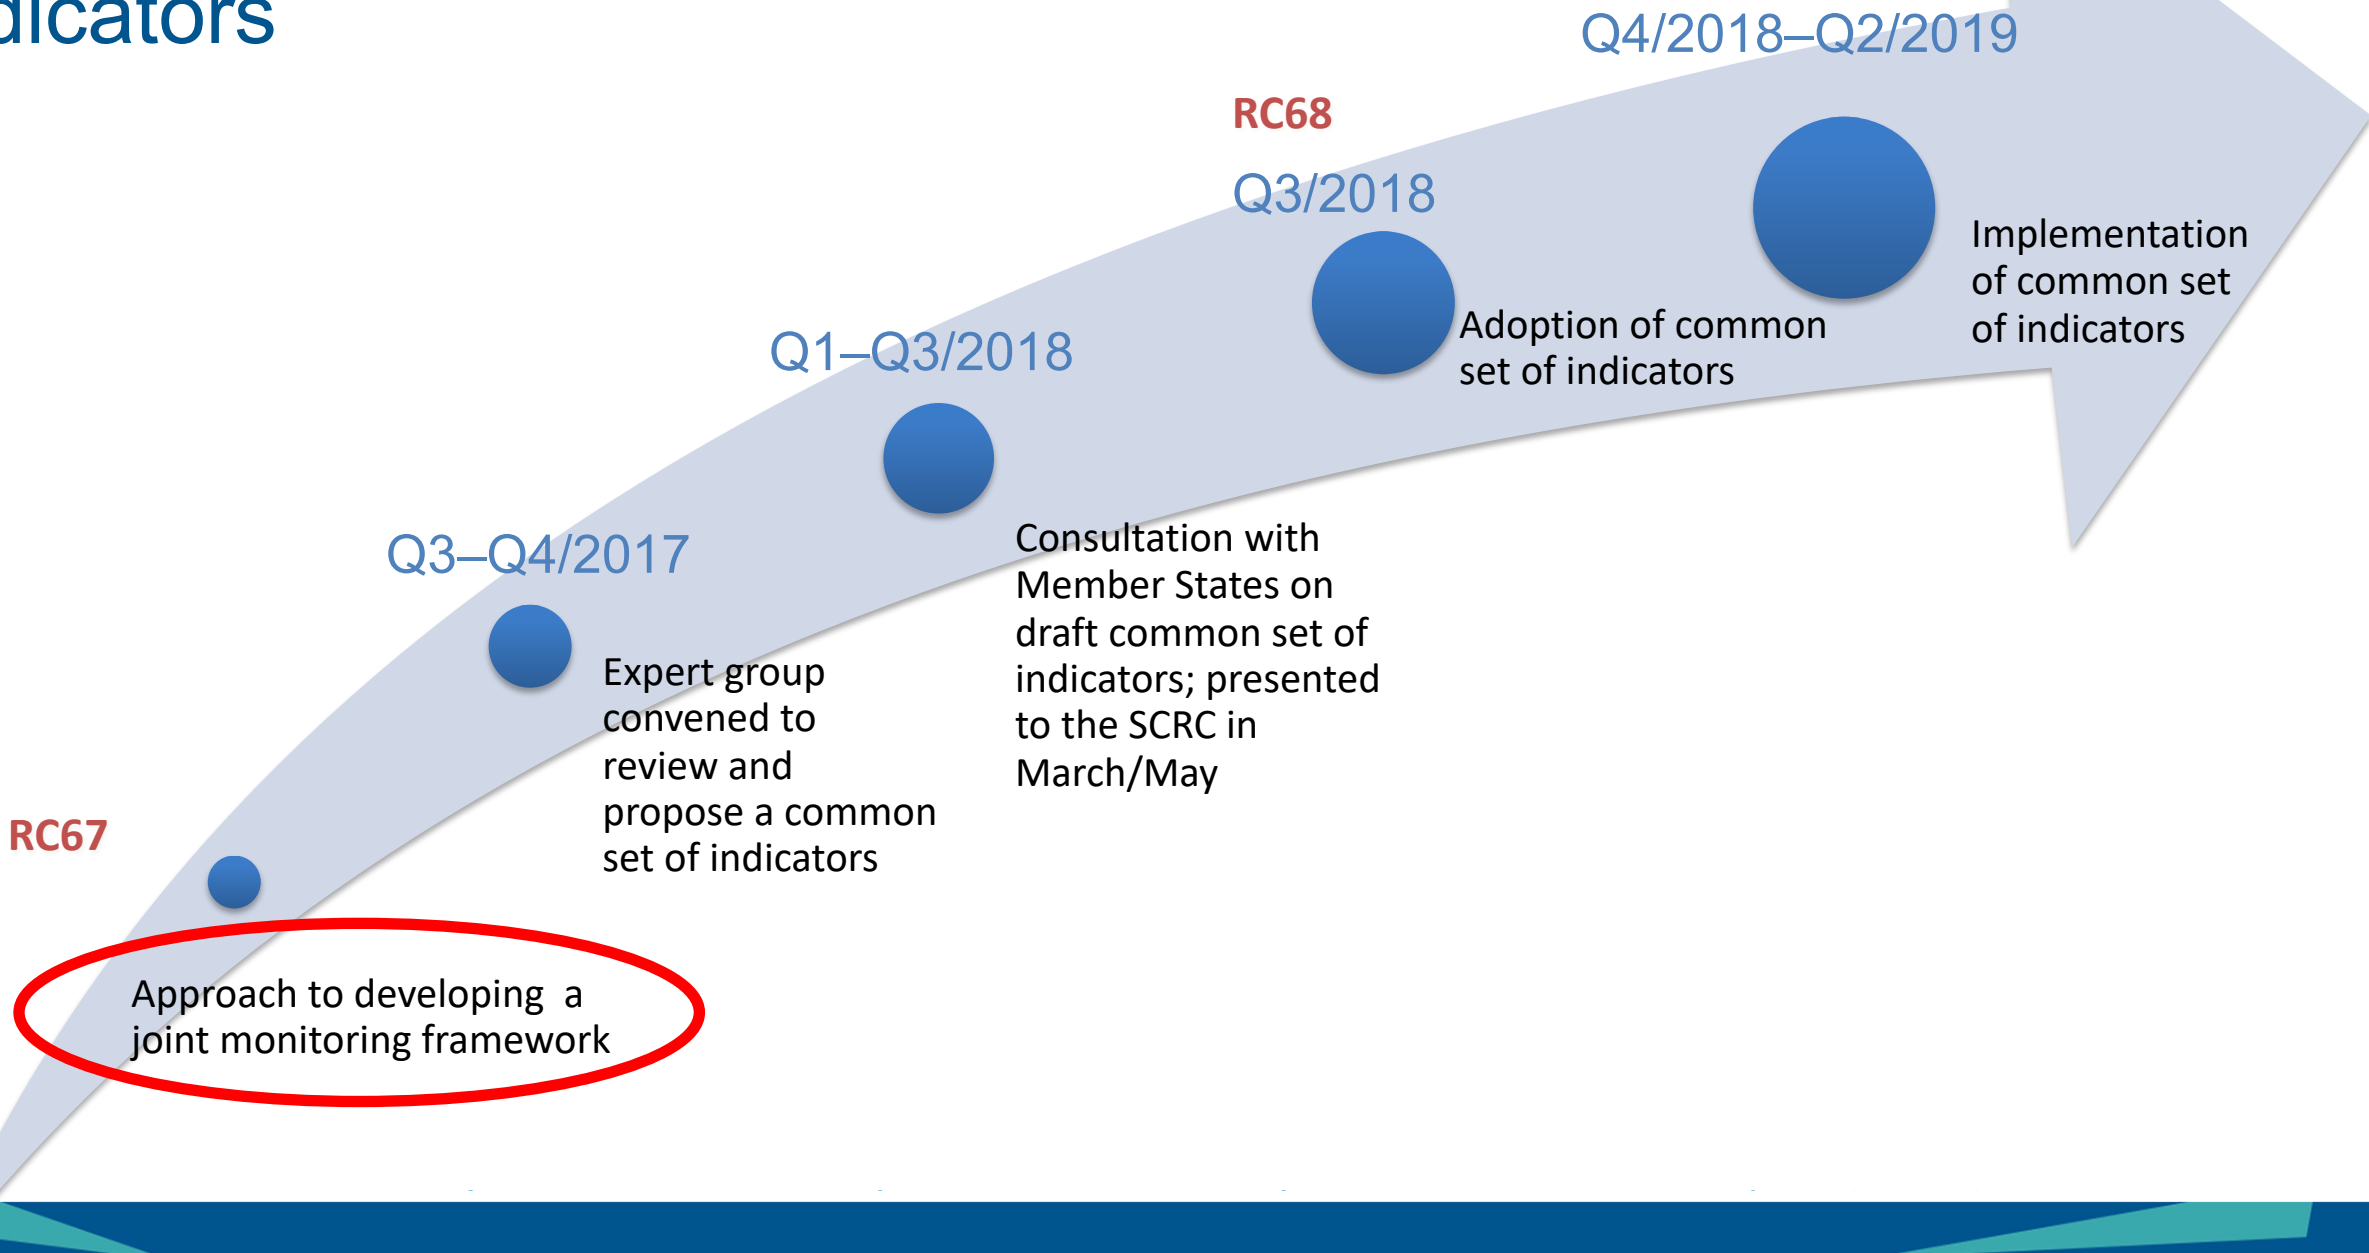 Q4/2018–Q2/2019
RC68
Q3/2018
Implementation
of common set
of indicators
Adoption of common
set of indicators
Q1–Q3/2018
Consultation with
Member States on
draft common set of
indicators; presented
to the SCRC in
March/May
Q3–Q4/2017
Expert group
convened to
review and
propose a common
set of indicators
RC67
Approach to developing a
joint monitoring framework